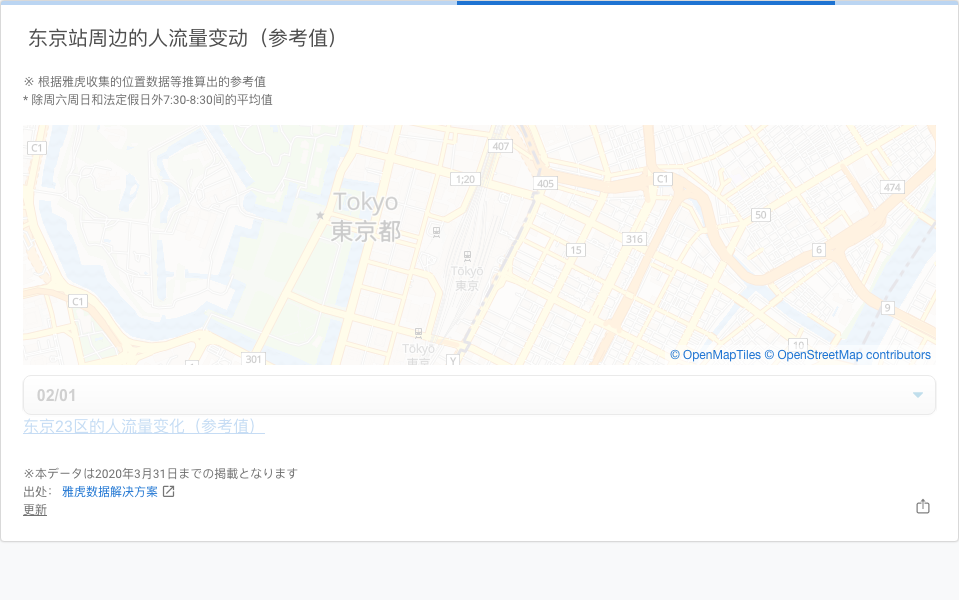 东京站周边的人流量变动（参考值）
※ 根据雅虎收集的位置数据等推算出的参考值
* 除周六周日和法定假日外7:30-8:30间的平均值
C1
407
1;20
405
C1
474
Tokyo
東京都
50
316
15
6
Tōkyō
東京
C1
9
10
Tōkyō
東京
301
1
Y
© OpenMapTiles © OpenStreetMap contributors
02/01
东京23区的人流量变化（参考值）
※本データは2020年3月31日までの掲載となります
出处： 雅虎数据解决方案
更新